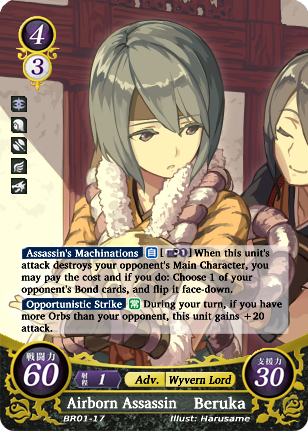 4
3
Assassin's Machinations [1] When this unit's
attack destroys your opponent's Main Character, you
may pay the cost and if you do: Choose 1 of your
opponent's Bond cards, and flip it face-down.
Opportunistic Strike 常 During your turn, if you have
more Orbs than your opponent, this unit gains +20
attack.
戦闘力
60
射程 1
Adv. Wyvern Lord
支援力
30
Airborn Assassin Beruka
BR01-17 Illust: Harusame